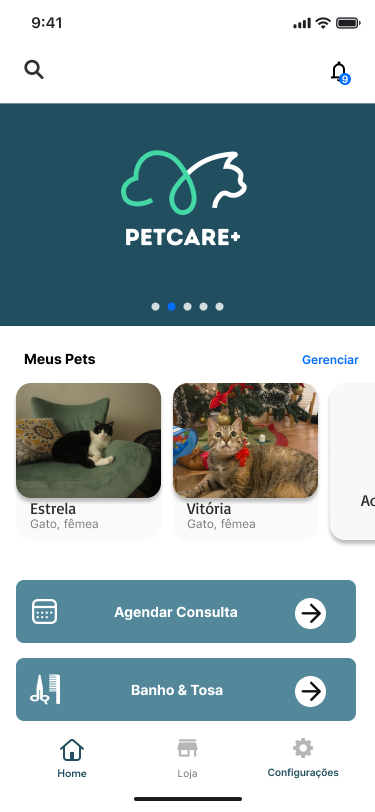 9:41
9
PETCARE+
Meus Pets
Gerenciar
Estrela
Gato, fêmea
Vitória
Gato, fêmea
Agendar Consulta
Banho & Tosa
Home
Loja
Configurações